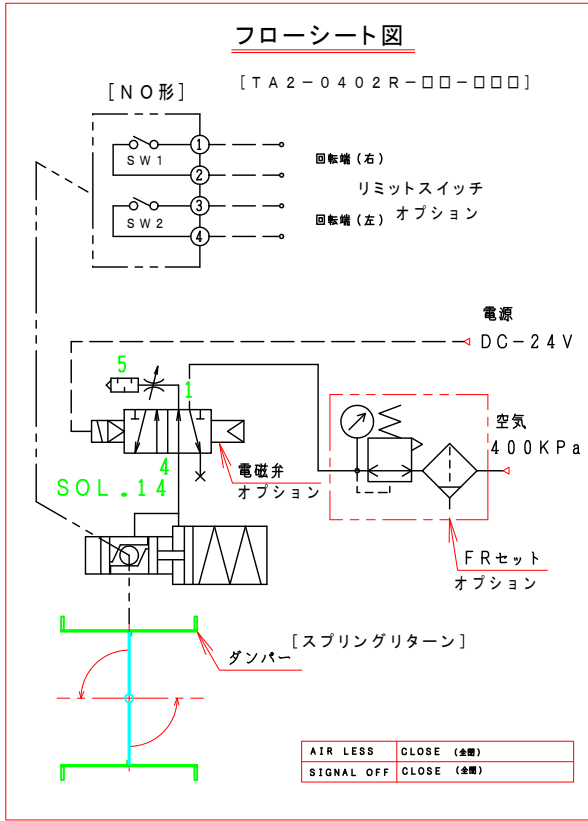 フローシート図
[NO形]
[TA2-0402R-□□-□□□]
1
SW1
2
回転端(右)
リミットスイッチ
オプション
3
SW2
回転端(左)
4
電源
DC-24V
5
1
空気
400KPa
4
SOL.14
電磁弁
オプション
FRセット
オプション
ダンパー
[スプリングリターン]
AIR LESS CLOSE (全閉)
SIGNAL OFF CLOSE (全閉)